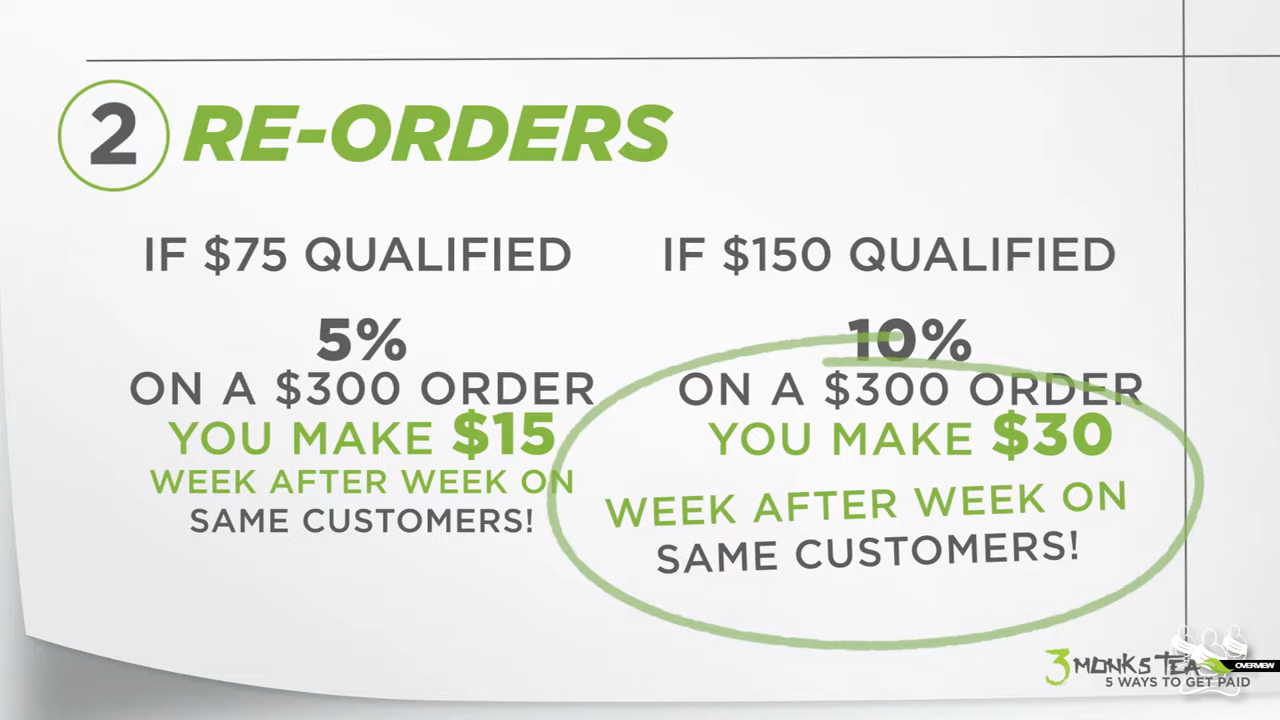 2 RE-ORDERS
IF $75 QUALIFIED
5%
ON A $300 ORDER
YOU MAKE $15
WEEK AFTER WEEK ON
SAME CUSTOMERS!
IF $150 QUALIFIED
10%
ON A $300 ORDER
YOU MAKE $30
WEEK AFTER WEEK ON
SAME CUSTOMERS!
3 MONKS TEA
OVERVIEW
5 WAYS TO GET PAID